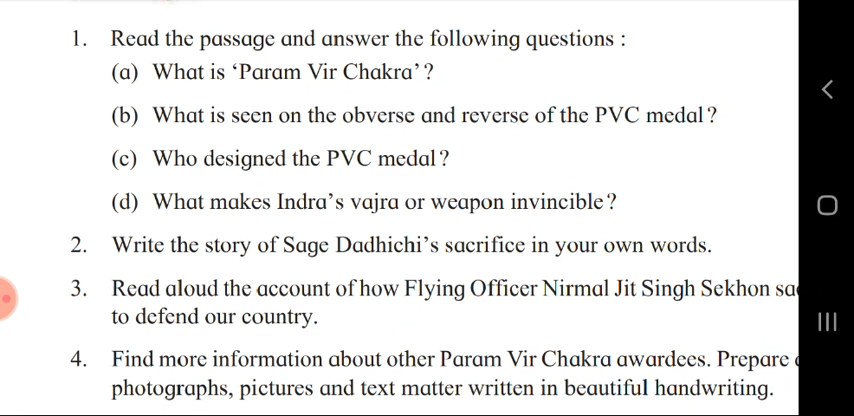 1. Read the passage and answer the following questions :
(a) What is ‘Param Vir Chakra’?
(b) What is seen on the obverse and reverse of the PVC medal?
(c) Who designed the PVC medal?
(d) What makes Indra’s vajra or weapon invincible?
2. Write the story of Sage Dadhichi’s sacrifice in your own words.
3. Read aloud the account of how Flying Officer Nirmal Jit Singh Sekhon
to defend our country.
4. Find more information about other Param Vir Chakra awardees. Prepare
photographs, pictures and text matter written in beautiful handwriting.